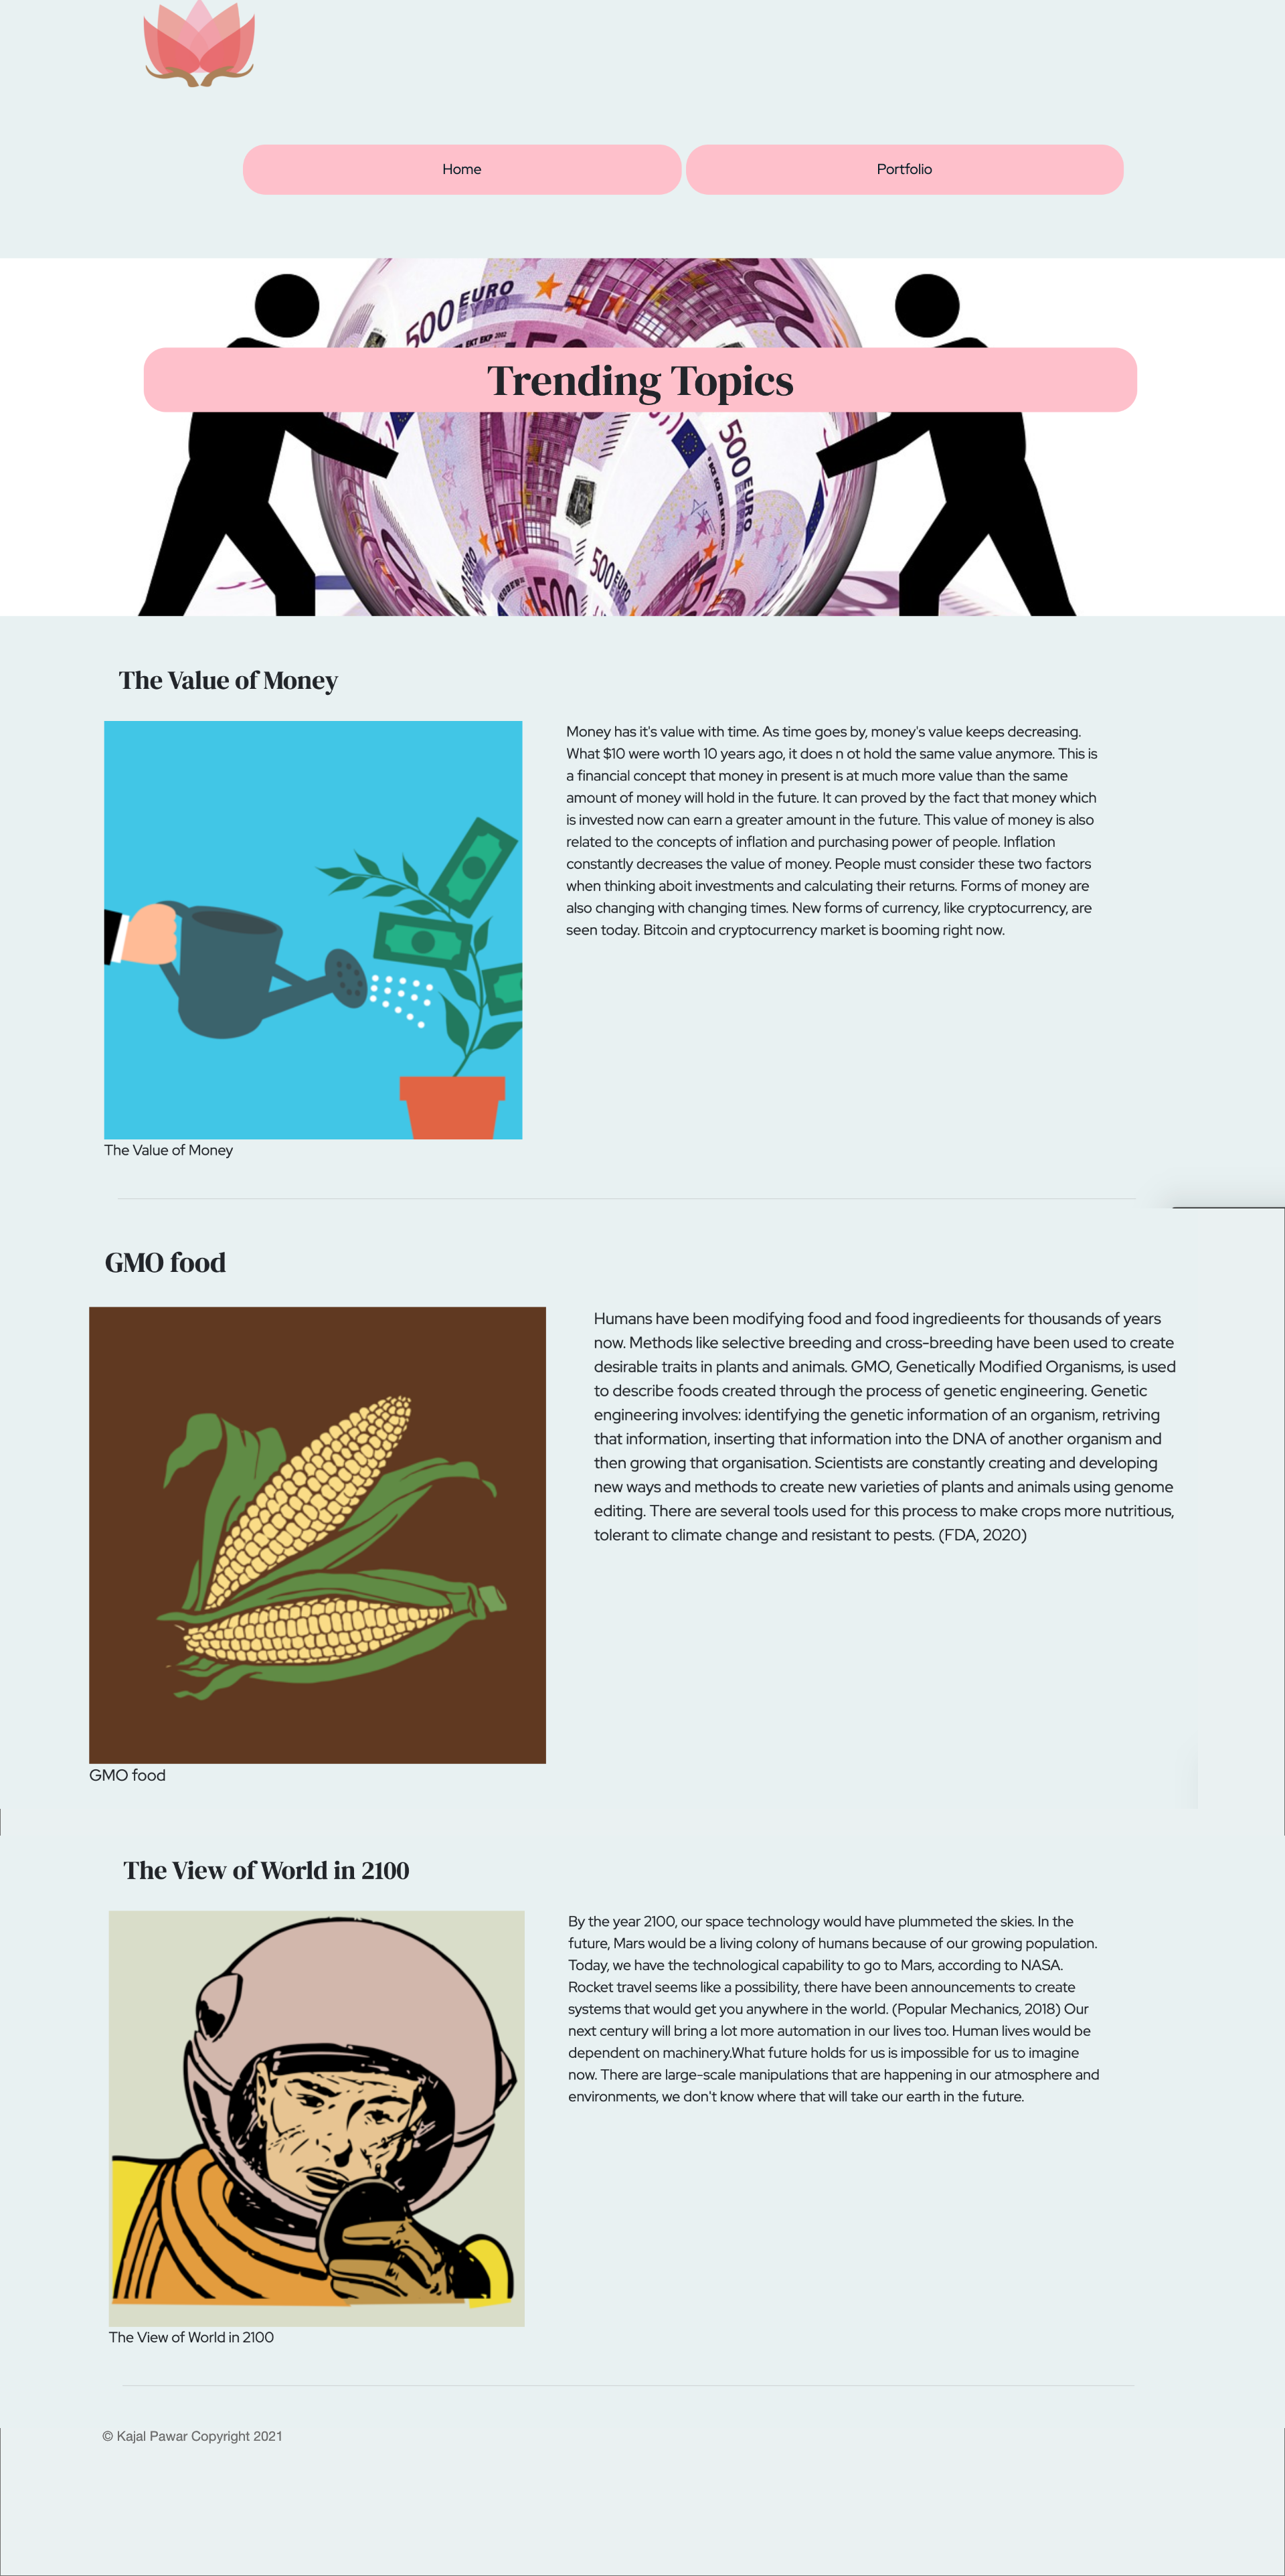 Home
Portfolio
500 EURO
ΕΥΡΩ
EKT EKP 2002
Trending Topics
500 EURO
500 EURO
500
The Value of Money
Money has it's value with time. As time goes by, money's value keeps decreasing.
What $10 were worth 10 years ago, it does n ot hold the same value anymore. This is
a financial concept that money in present is at much more value than the same
amount of money will hold in the future. It can proved by the fact that money which
is invested now can earn a greater amount in the future. This value of money is also
related to the concepts of inflation and purchasing power of people. Inflation
constantly decreases the value of money. People must consider these two factors
when thinking aboit investments and calculating their returns. Forms of money are
also changing with changing times. New forms of currency, like cryptocurrency, are
seen today. Bitcoin and cryptocurrency market is booming right now.
The Value of Money
GMO food
Humans have been modifying food and food ingredieents for thousands of years
now. Methods like selective breeding and cross-breeding have been used to create
desirable traits in plants and animals. GMO, Genetically Modified Organisms, is used
to describe foods created through the process of genetic engineering. Genetic
engineering involves: identifying the genetic information of an organism, retriving
that information, inserting that information into the DNA of another organism and
then growing that organisation. Scientists are constantly creating and developing
new ways and methods to create new varieties of plants and animals using genome
editing. There are several tools used for this process to make crops more nutritious,
tolerant to climate change and resistant to pests. (FDA, 2020)
GMO food
The View of World in 2100
By the year 2100, our space technology would have plummeted the skies. In the
future, Mars would be a living colony of humans because of our growing population.
Today, we have the technological capability to go to Mars, according to NASA.
Rocket travel seems like a possibility, there have been announcements to create
systems that would get you anywhere in the world. (Popular Mechanics, 2018) Our
next century will bring a lot more automation in our lives too. Human lives would be
dependent on machinery.What future holds for us is impossible for us to imagine
now. There are large-scale manipulations that are happening in our atmosphere and
environments, we don't know where that will take our earth in the future.
The View of World in 2100
© Kajal Pawar Copyright 2021